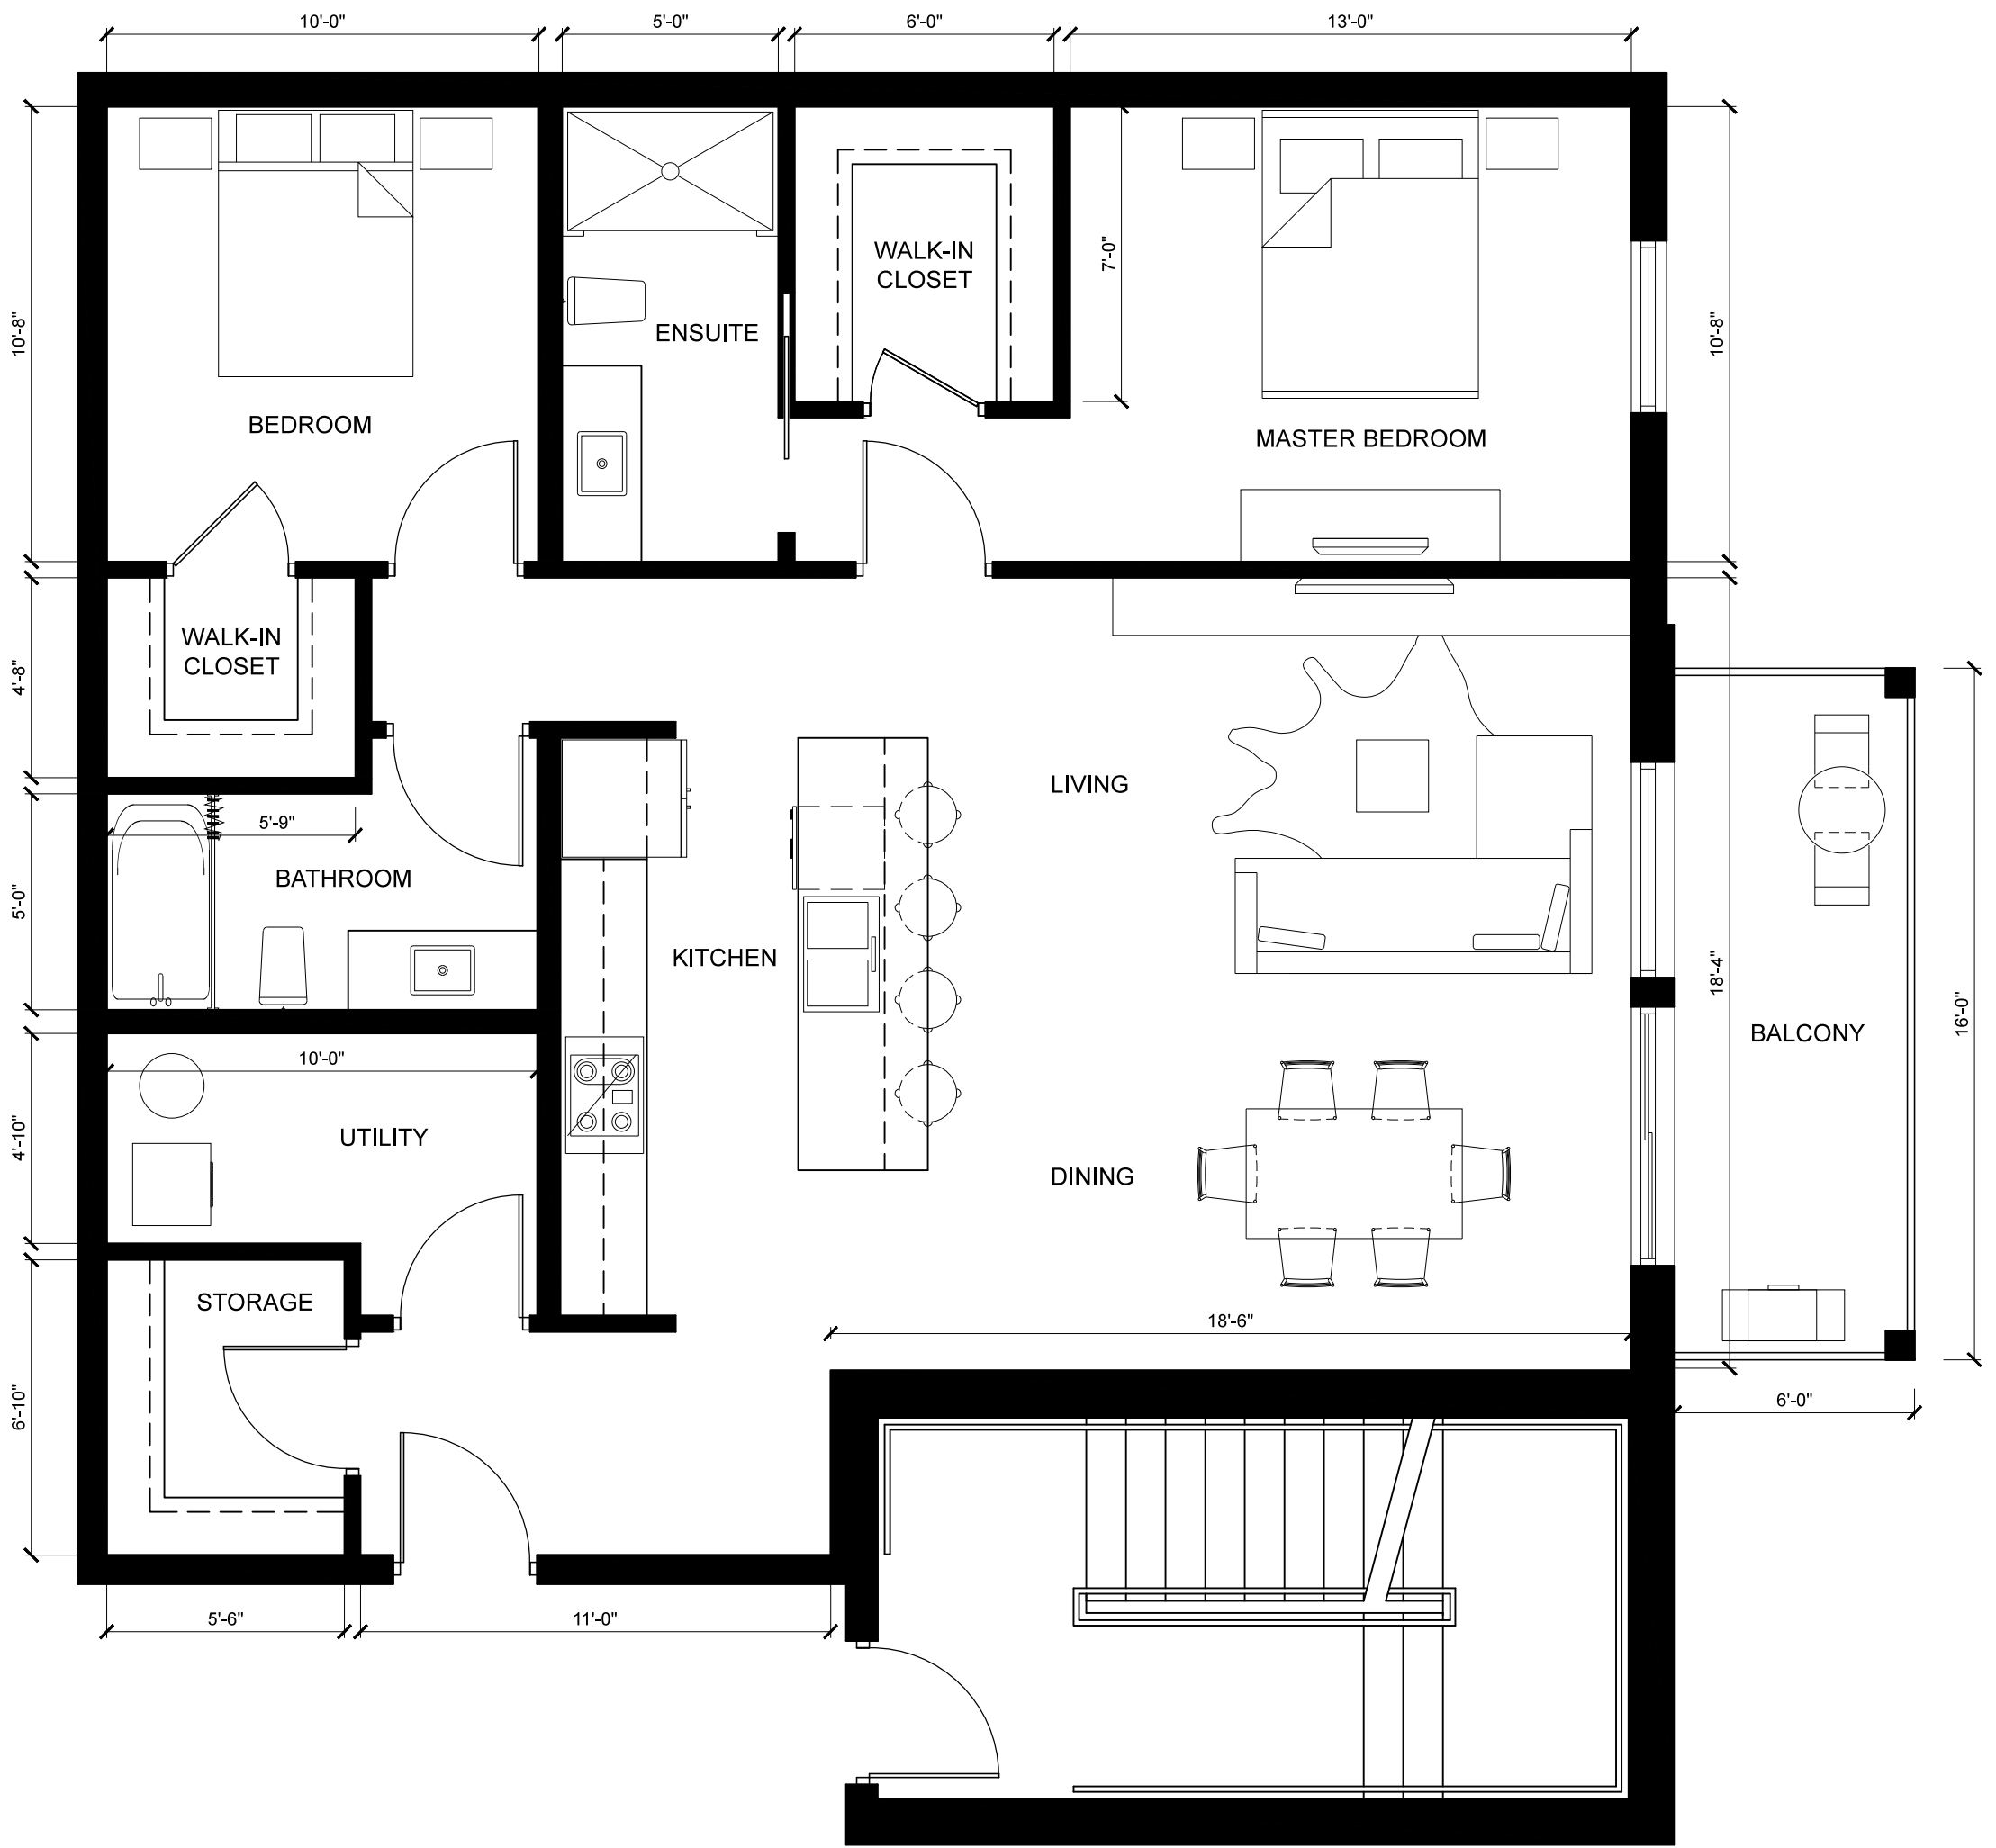 10'-0"
5'-0"
6'-0"
13'-0"
WALK-IN
CLOSET
7'-0"
10'-8"
10'-8"
ENSUITE
BEDROOM
MASTER BEDROOM
WALK-IN
CLOSET
4'-8"
LIVING
5'-9"
BATHROOM
5'-0"
KITCHEN
18'-4"
BALCONY
16'-0"
10'-0"
UTILITY
4'-10"
DINING
STORAGE
18'-6"
6'-10"
6'-0"
5'-6"
11'-0"